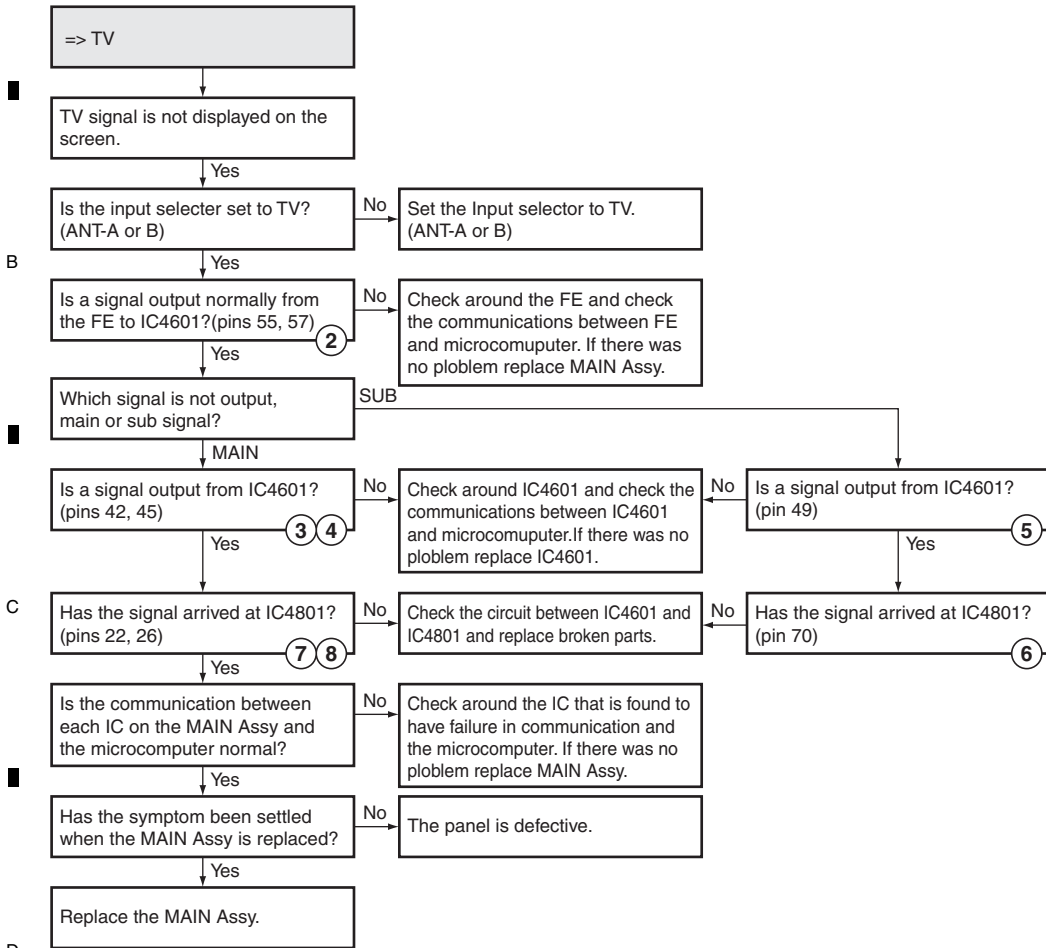 => TV
TV signal is not displayed on the
screen.
Yes
Is the input selecter set to TV?
(ANT-A or B)
No
Set the Input selector to TV.
(ANT-A or B)
B
Yes
Is a signal output normally from
the FE to IC4601?(pins 55, 57)
2
No
Check around the FE and check
the communications between FE
and microcomuputer. If there was
no ploblem replace MAIN Assy.
Yes
Which signal is not output,
main or sub signal?
SUB
MAIN
Is a signal output from IC4601?
(pins 42, 45)
3 4
No
Check around IC4601 and check the
communications between IC4601
and microcomuputer.If there was no
ploblem replace IC4601.
No
Is a signal output from IC4601?
(pin 49)
5
Yes
Yes
C
Has the signal arrived at IC4801?
(pins 22, 26)
7 8
No
Check the circuit between IC4601 and
IC4801 and replace broken parts.
No
Has the signal arrived at IC4801?
(pin 70)
6
Yes
Is the communication between
each IC on the MAIN Assy and
the microcomputer normal?
No
Check around the IC that is found to
have failure in communication and
the microcomputer. If there was no
ploblem replace MAIN Assy.
Yes
Has the symptom been settled
when the MAIN Assy is replaced?
No
The panel is defective.
Yes
Replace the MAIN Assy.